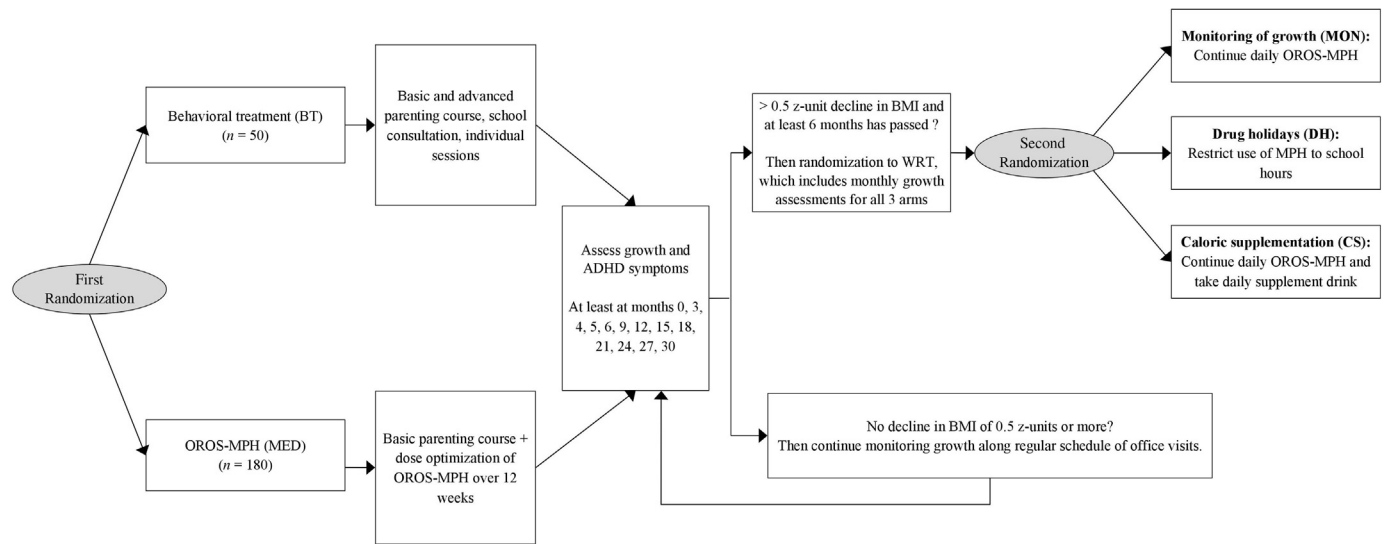 First
Randomization
Behavioral treatment (BT)
(n = 50)
Basic and advanced
parenting course, school
consultation, individual
sessions
OROS-MPH (MED)
(n = 180)
Basic parenting course +
dose optimization of
OROS-MPH over 12
weeks
Assess growth and
ADHD symptoms
At least at months 0, 3,
4, 5, 6, 9, 12, 15, 18,
21, 24, 27, 30
> 0.5 z-unit decline in BMI and
at least 6 months has passed ?
Then randomization to WRT,
which includes monthly growth
assessments for all 3 arms
No decline in BMI of 0.5 z-units or more?
Then continue monitoring growth along regular schedule of office visits.
Second
Randomization
Monitoring of growth (MON):
Continue daily OROS-MPH
Drug holidays (DH):
Restrict use of MPH to school
hours
Caloric supplementation (CS):
Continue daily OROS-MPH and
take daily supplement drink